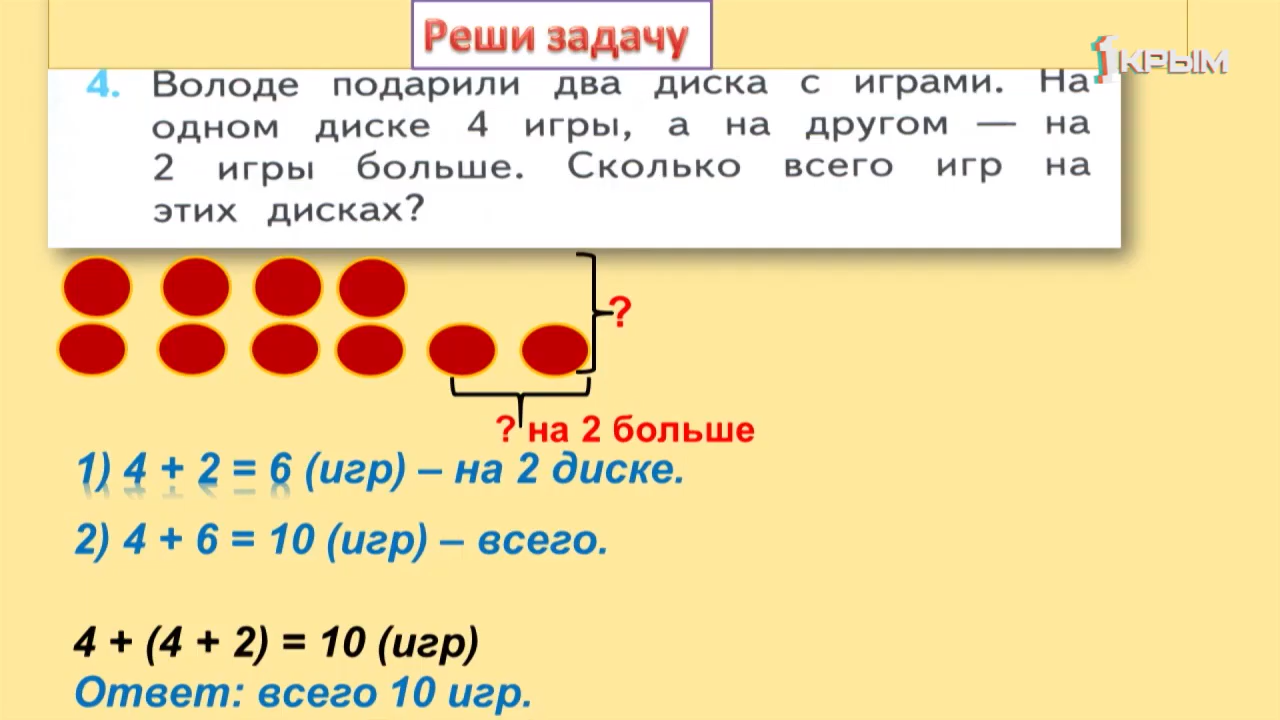 Реши задачу
1КРЫМ
4. Володе подарили два диска с играми. На
одном диске 4 игры, а на другом — на
2 игры больше. Сколько всего игр на
этих дисках?
?
? на 2 больше
1) 4 + 2 = 6 (игр) – на 2 диске.
2) 4 + 6 = 10 (игр) – всего.
4 + (4 + 2) = 10 (игр)
Ответ: всего 10 игр.